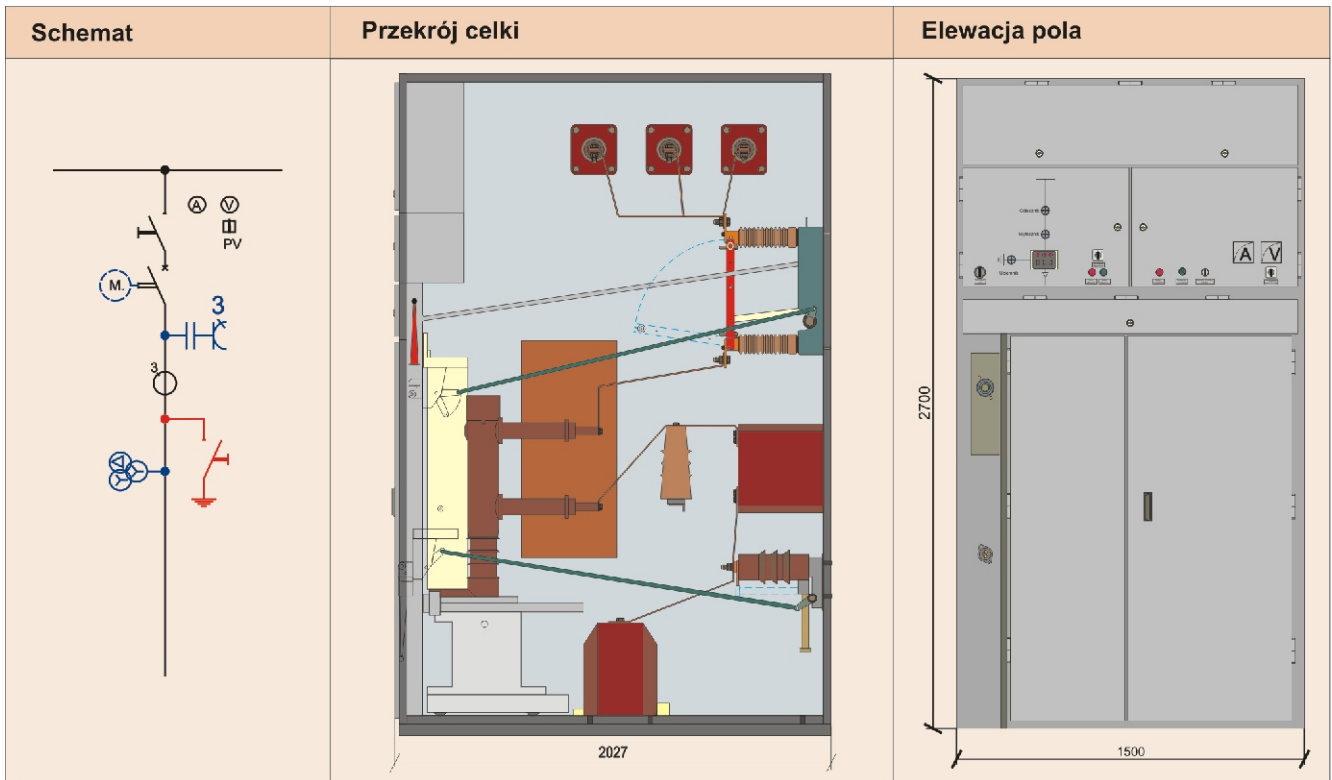 Schemat
Przekrój celki
Elewacja pola
A
V
PV
M.
3
3
2700
A
V
2027
1500